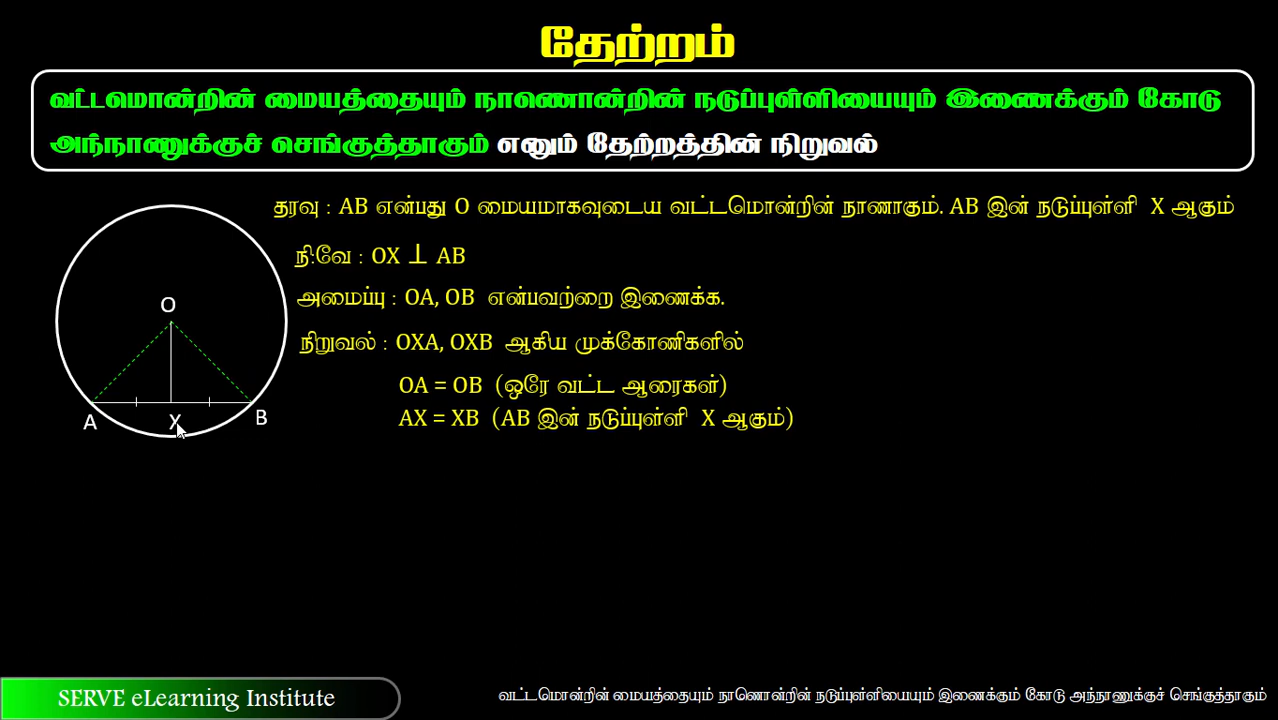 தேற்றம்
வட்டமொன்றின் மையத்தையும் நாணொன்றின் நடுப்புள்ளியையும் இணைக்கும் கோடு
அந்நாணுக்குச் செங்குத்தாகும் எனும் தேற்றத்தின் நிறுவல்
தரவு : AB என்பது O மையமாகவுடைய வட்டமொன்றின் நாணாகும். AB இன் நடுப்புள்ளி X ஆகும்
நி:வே : OX ⊥ AB
அமைப்பு : OA, OB என்பவற்றை இணைக்க.
நிறுவல் : OXA, OXB ஆகிய முக்கோணிகளில்
OA = OB (ஒரே வட்ட ஆரைகள்)
AX = XB (AB இன் நடுப்புள்ளி X ஆகும்)
O
A X B
SERVE eLearning Institute
வட்டமொன்றின் மையத்தையும் நாணொன்றின் நடுப்புள்ளியையும் இணைக்கும் கோடு அந்நாணுக்குச் செங்குத்தாகும்